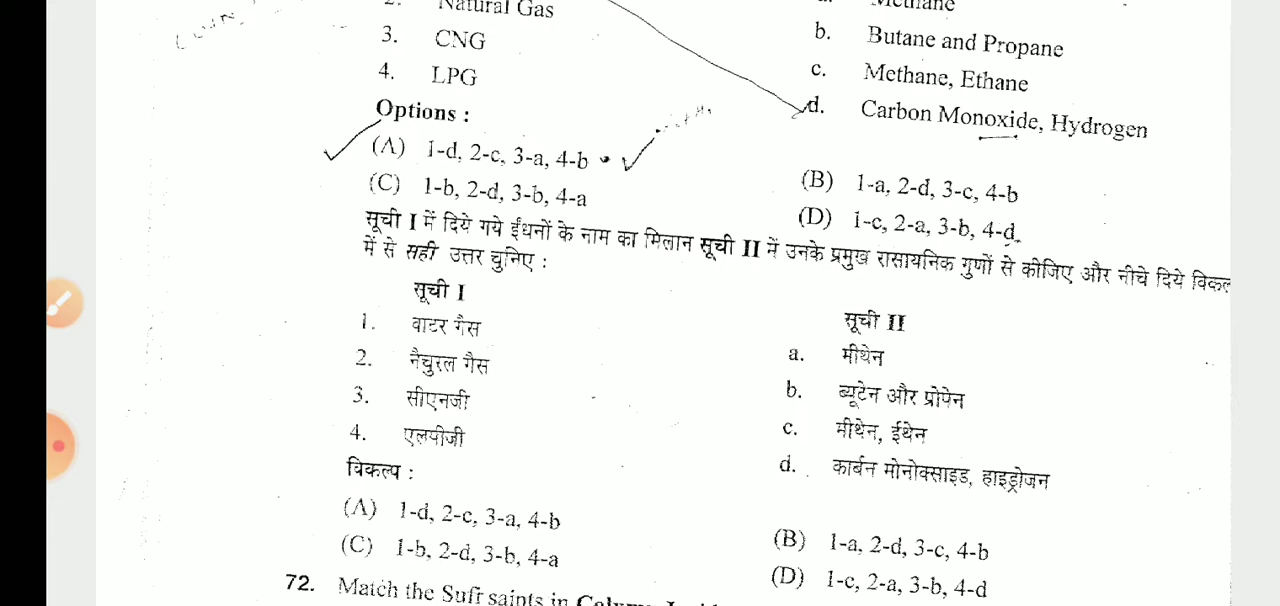 2. Natural Gas
a. Methane
3. CNG
b. Butane and Propane
4. LPG
c. Methane, Ethane
d. Carbon Monoxide, Hydrogen
Options :
(A) 1-d, 2-c, 3-a, 4-b
(B) 1-a, 2-d, 3-c, 4-b
(C) 1-b, 2-d, 3-b, 4-a
(D) 1-c, 2-a, 3-b, 4-d
सूची I में दिये गये ईंधनों के नाम का मिलान सूची II में उनके प्रमुख रासायनिक गुणों से कीजिए और नीचे दिये
में से सही उत्तर चुनिए :
सूची I
सूची II
1. वाटर गैस
a. मीथेन
2. नैचुरल गैस
b. ब्यूटेन और प्रोपेन
3. सीएनजी
c. मीथेन, ईथेन
4. एलपीजी
d. कार्बन मोनोक्साइड, हाइड्रोजन
विकल्प :
(A) 1-d, 2-c, 3-a, 4-b
(B) 1-a, 2-d, 3-c, 4-b
(C) 1-b, 2-d, 3-b, 4-a
(D) 1-c, 2-a, 3-b, 4-d
72. Match the Sufi saints in